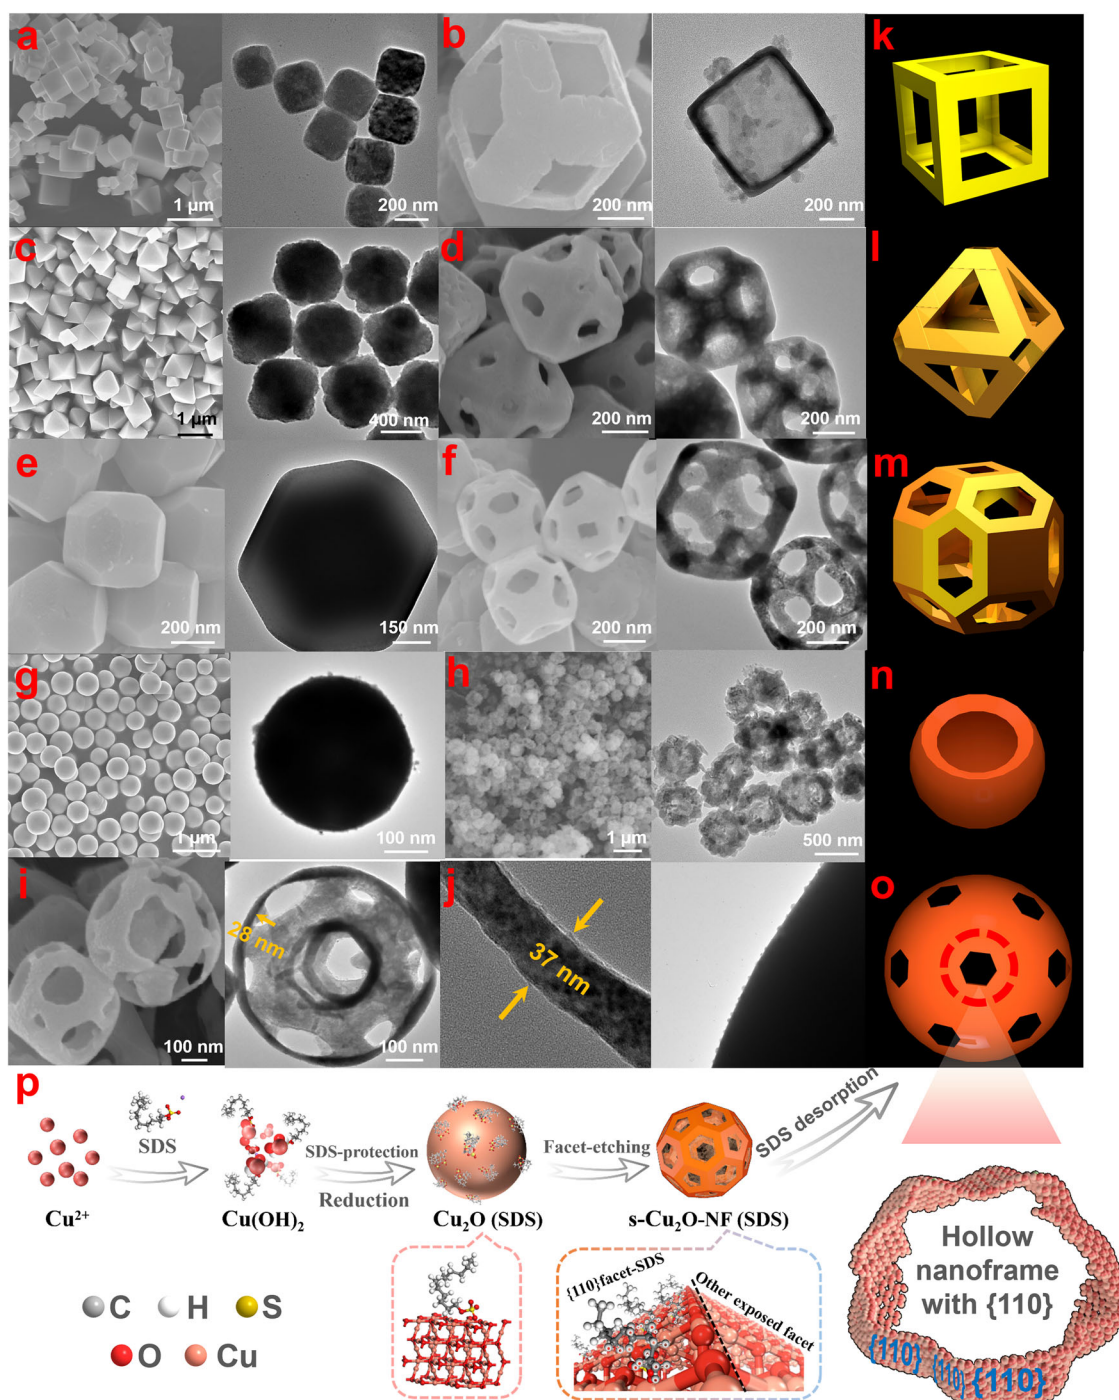 a
b
k
1 μm
200 nm
200 nm
200 nm
c
d
l
1 μm
400 nm
200 nm
200 nm
e
f
m
200 nm
150 nm
200 nm
200 nm
g
h
n
1 μm
100 nm
1 μm
500 nm
i
j
o
28 nm
37 nm
100 nm
100 nm
p
SDS
SDS-protection
Reduction
Facet-etching
SDS desorption
Cu²⁺
Cu(OH)₂
Cu₂O (SDS)
s-Cu₂O-NF (SDS)
C
H
S
O
Cu
{110}facet-SDS
Other exposed facet
Hollow
nanoframe
with {110}
{110}
{110}
{110}